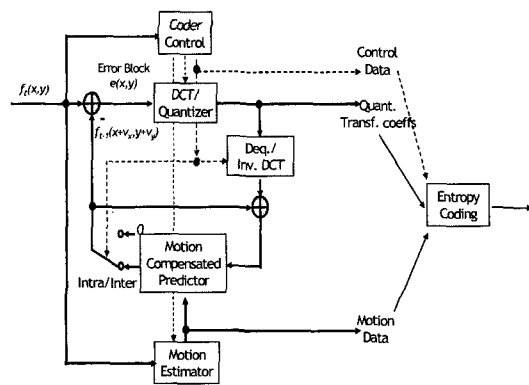 Coder
Control
Control
Data
Error Block
e(x,y)
f_t(x,y)
DCT/
Quantizer
Quant.
Transf. coeffs
-
f_{t-1}(x+v_x,y+v_y)
Deq./
Inv. DCT
Entropy
Coding
0
Motion
Compensated
Predictor
Intra/Inter
Motion
Data
Motion
Estimator